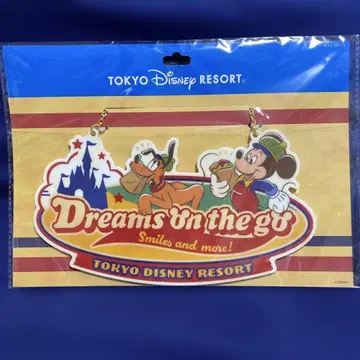 TOKYO Disney RESORT®
Dreams on the go
Smiles and more!
TOKYO DISNEY RESORT